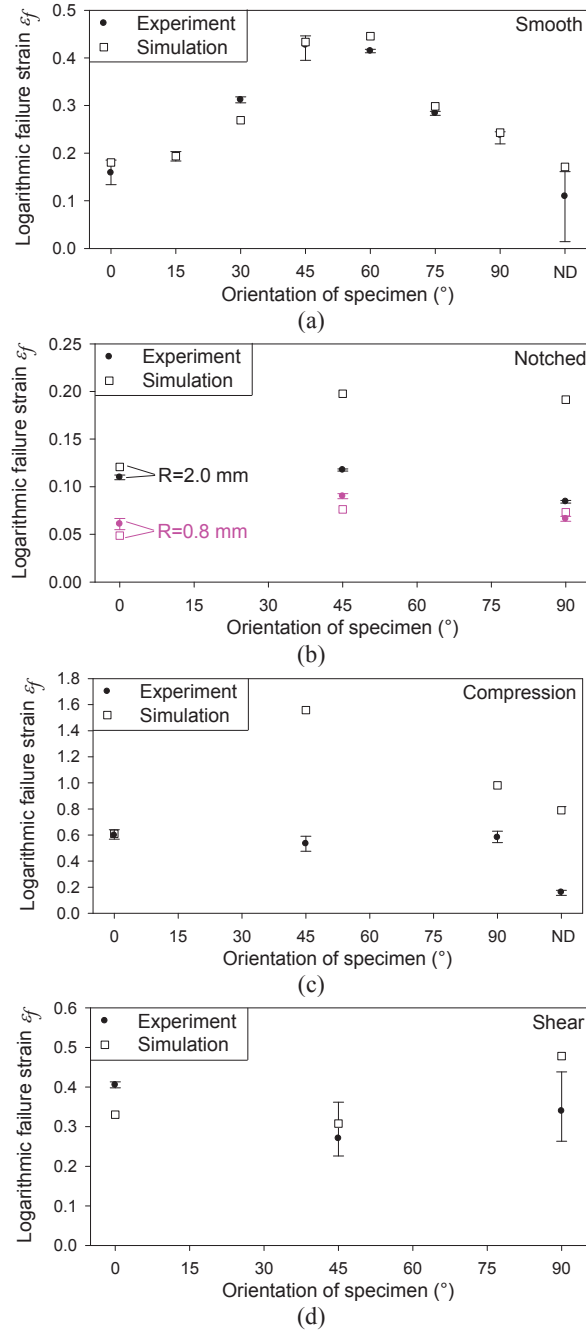 Logarithmic failure strain εf
0.5
0.4
0.3
0.2
0.1
0.0
Experiment
Simulation
Smooth
0 15 30 45 60 75 90 ND
Orientation of specimen (°)
(a)
Logarithmic failure strain εf
0.25
0.20
0.15
0.10
0.05
0.00
Experiment
Simulation
Notched
R=2.0 mm
R=0.8 mm
0 15 30 45 60 75 90
Orientation of specimen (°)
(b)
Logarithmic failure strain εf
1.8
1.6
1.4
1.2
1.0
0.8
0.6
0.4
0.2
0.0
Experiment
Simulation
Compression
0 15 30 45 60 75 90 ND
Orientation of specimen (°)
(c)
Logarithmic failure strain εf
0.6
0.5
0.4
0.3
0.2
0.1
0.0
Experiment
Simulation
Shear
0 15 30 45 60 75 90
Orientation of specimen (°)
(d)